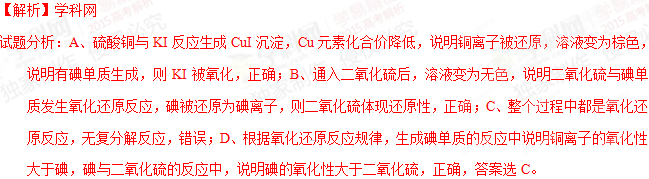 【解析】学科网
试题分析：A、硫酸铜与 KI 反应生成 CuI 沉淀，Cu 元素化合价降低，说明铜离子被还原，溶液变为棕色，
说明有碘单质生成，则 KI 被氧化，正确；B、通入二氧化硫后，溶液变为无色，说明二氧化硫与碘单
质发生氧化还原反应，碘被还原为碘离子，则二氧化硫体现还原性，正确；C、整个过程中都是氧化还
原反应，无复分解反应，错误；D、根据氧化还原反应规律，生成碘单质的反应中说明铜离子的氧化性
大于碘，碘与二氧化硫的反应中，说明碘的氧化性大于二氧化硫，正确，答案选 C。